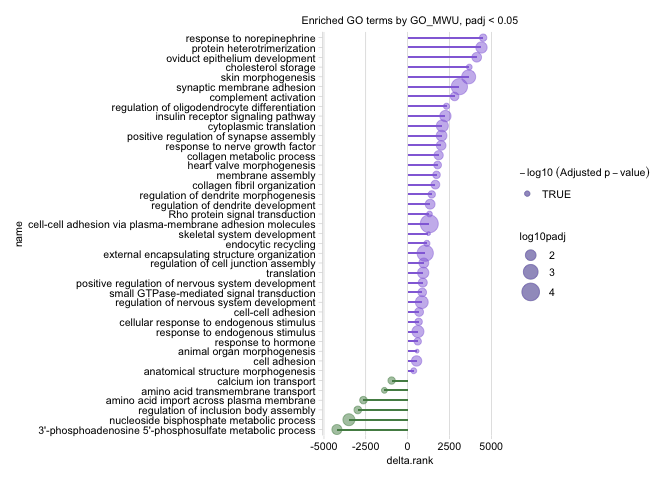 Enriched GO terms by GO_MWU, padj < 0.05
response to norepinephrine
protein heterotrimerization
oviduct epithelium development
cholesterol storage
skin morphogenesis
synaptic membrane adhesion
complement activation
regulation of oligodendrocyte differentiation
insulin receptor signaling pathway
cytoplasmic translation
positive regulation of synapse assembly
response to nerve growth factor
collagen metabolic process
heart valve morphogenesis
membrane assembly
collagen fibril organization
regulation of dendrite morphogenesis
regulation of dendrite development
Rho protein signal transduction
cell-cell adhesion via plasma-membrane adhesion molecules
skeletal system development
endocytic recycling
external encapsulating structure organization
regulation of cell junction assembly
translation
positive regulation of nervous system development
small GTPase-mediated signal transduction
regulation of nervous system development
cell-cell adhesion
cellular response to endogenous stimulus
response to endogenous stimulus
response to hormone
animal organ morphogenesis
cell adhesion
anatomical structure morphogenesis
calcium ion transport
amino acid transmembrane transport
amino acid import across plasma membrane
regulation of inclusion body assembly
nucleoside bisphosphate metabolic process
3'-phosphoadenosine 5'-phosphosulfate metabolic process
name
-5000 -2500 0 2500 5000
delta.rank
−log10 (Adjusted p−value)
TRUE
log10padj
2
3
4